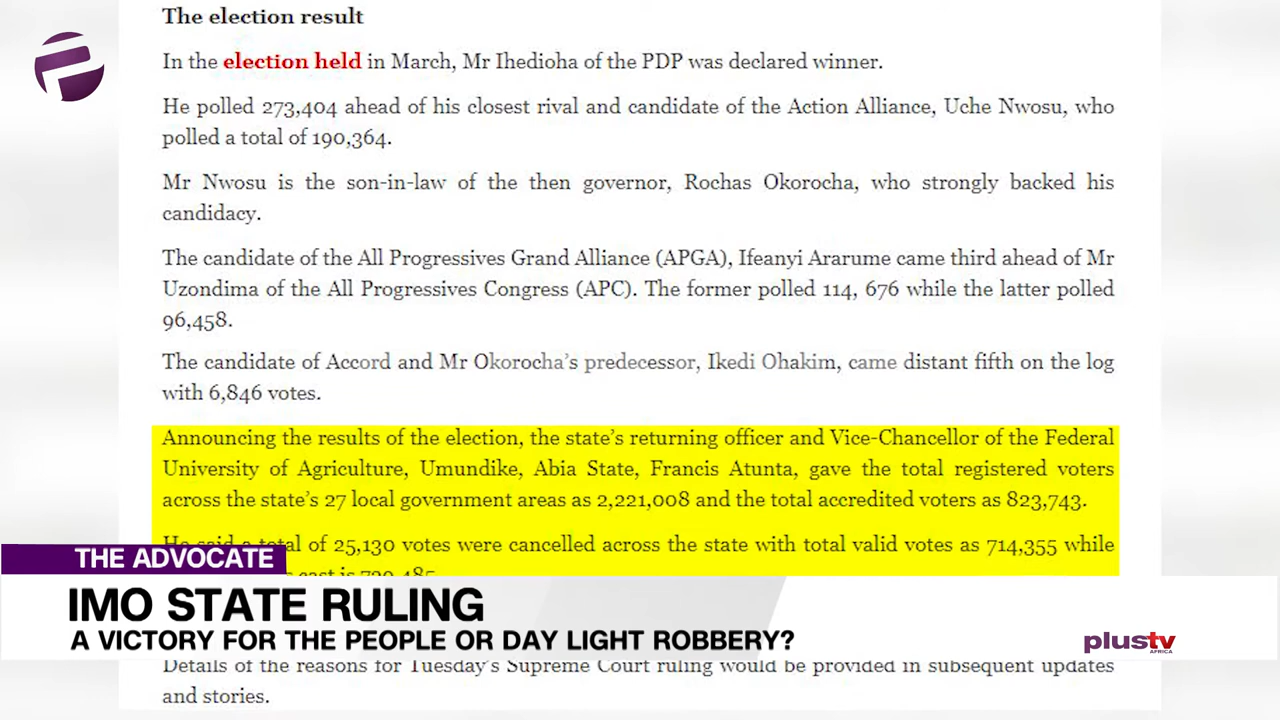 The election result
In the election held in March, Mr Ihedioha of the PDP was declared winner.
He polled 273,404 ahead of his closest rival and candidate of the Action Alliance, Uche Nwosu, who
polled a total of 190,364.
Mr Nwosu is the son-in-law of the then governor, Rochas Okorocha, who strongly backed his
candidacy.
The candidate of the All Progressives Grand Alliance (APGA), Ifeanyi Ararume came third ahead of Mr
Uzondima of the All Progressives Congress (APC). The former polled 114, 676 while the latter polled
96,458.
The candidate of Accord and Mr Okorocha’s predecessor, Ikedi Ohakim, came distant fifth on the log
with 6,846 votes.
Announcing the results of the election, the state’s returning officer and Vice-Chancellor of the Federal
University of Agriculture, Umundike, Abia State, Francis Atunta, gave the total registered voters
across the state’s 27 local government areas as 2,221,008 and the total accredited voters as 823,743.
He said a total of 25,130 votes were cancelled across the state with total valid votes as 714,355 while
cast is 739,485.
THE ADVOCATE
IMO STATE RULING
A VICTORY FOR THE PEOPLE OR DAY LIGHT ROBBERY?
plustv
AFRICA
Details of the reasons for Tuesday’s Supreme Court ruling would be provided in subsequent updates
and stories.